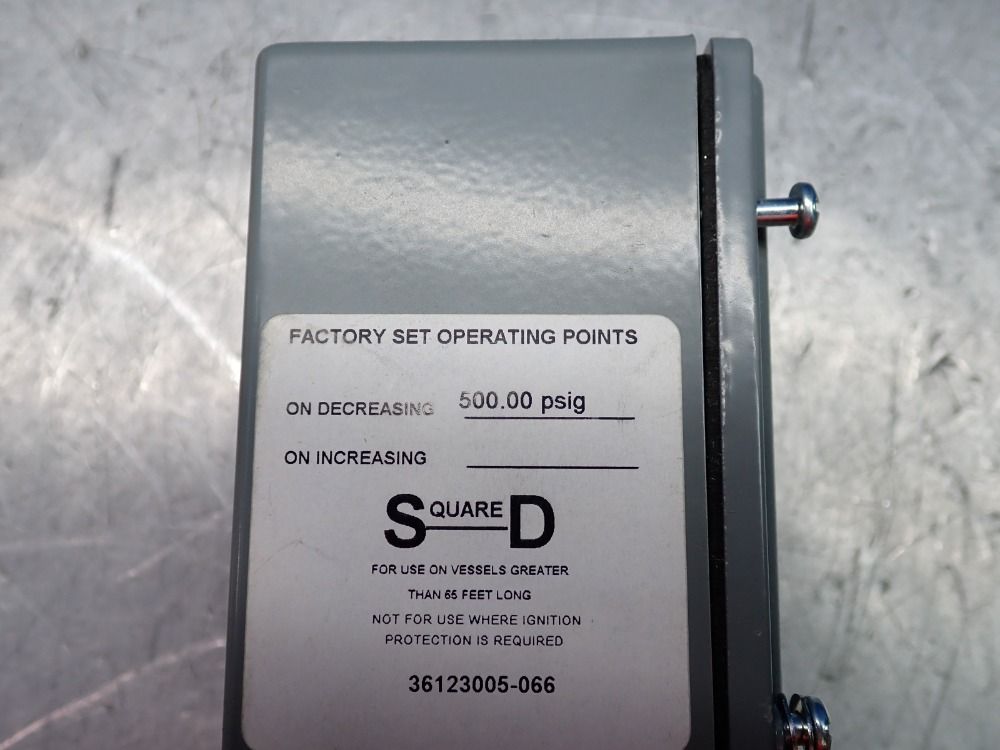 FACTORY SET OPERATING POINTS
ON DECREASING 500.00 psig
ON INCREASING
SQUARE D
FOR USE ON VESSELS GREATER
THAN 65 FEET LONG
NOT FOR USE WHERE IGNITION
PROTECTION IS REQUIRED
36123005-066